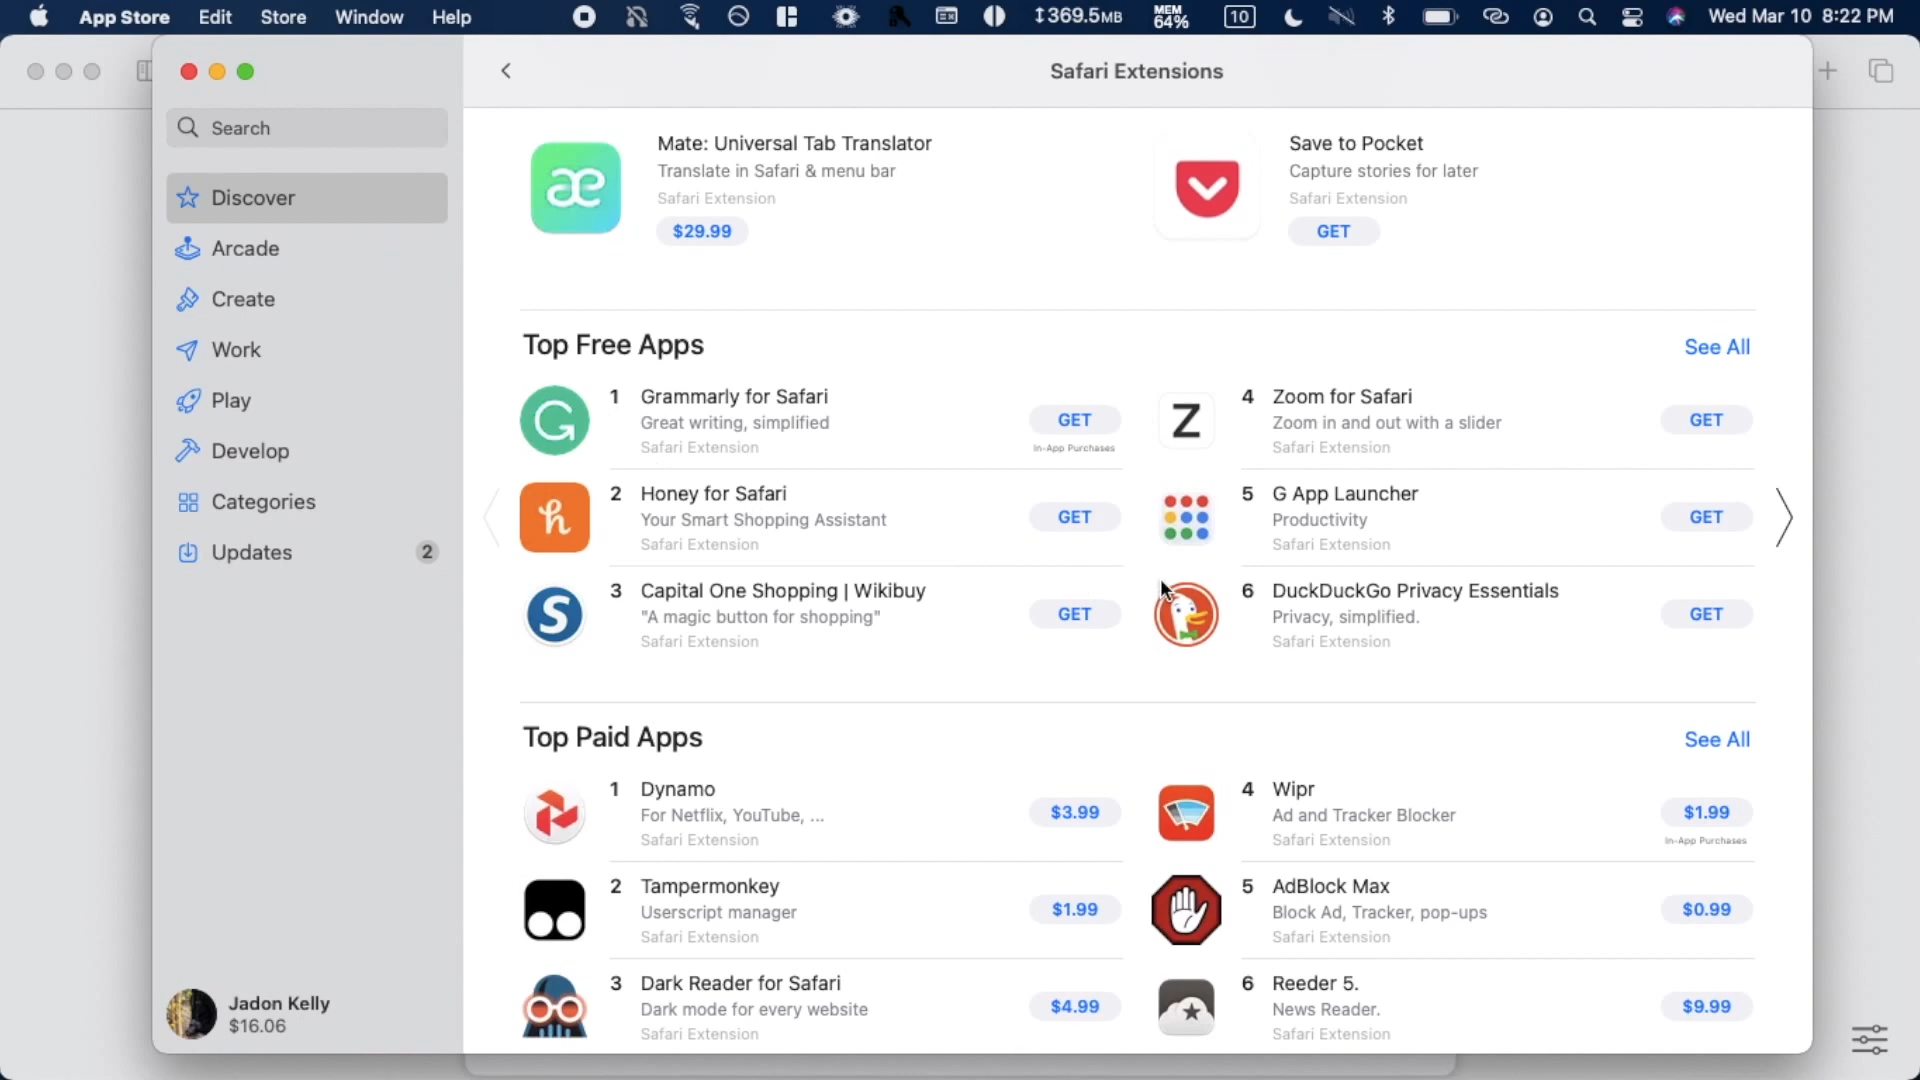 App Store Edit Store Window Help 369.5MB MEM 64% 10 Wed Mar 10 8:22 PM
Safari Extensions
Search
Discover
Arcade
Create
Work
Play
Develop
Categories
Updates 2
Jadon Kelly
$16.06
Mate: Universal Tab Translator
Translate in Safari & menu bar
Safari Extension
$29.99
Save to Pocket
Capture stories for later
Safari Extension
GET
Top Free Apps See All
1 Grammarly for Safari
Great writing, simplified
Safari Extension
GET
In-App Purchases
2 Honey for Safari
Your Smart Shopping Assistant
Safari Extension
GET
3 Capital One Shopping | Wikibuy
"A magic button for shopping"
Safari Extension
GET
4 Zoom for Safari
Zoom in and out with a slider
Safari Extension
GET
5 G App Launcher
Productivity
Safari Extension
GET
6 DuckDuckGo Privacy Essentials
Privacy, simplified.
Safari Extension
GET
Top Paid Apps See All
1 Dynamo
For Netflix, YouTube, ...
Safari Extension
$3.99
2 Tampermonkey
Userscript manager
Safari Extension
$1.99
3 Dark Reader for Safari
Dark mode for every website
Safari Extension
$4.99
4 Wipr
Ad and Tracker Blocker
Safari Extension
$1.99
In-App Purchases
5 AdBlock Max
Block Ad, Tracker, pop-ups
Safari Extension
$0.99
6 Reeder 5.
News Reader.
Safari Extension
$9.99